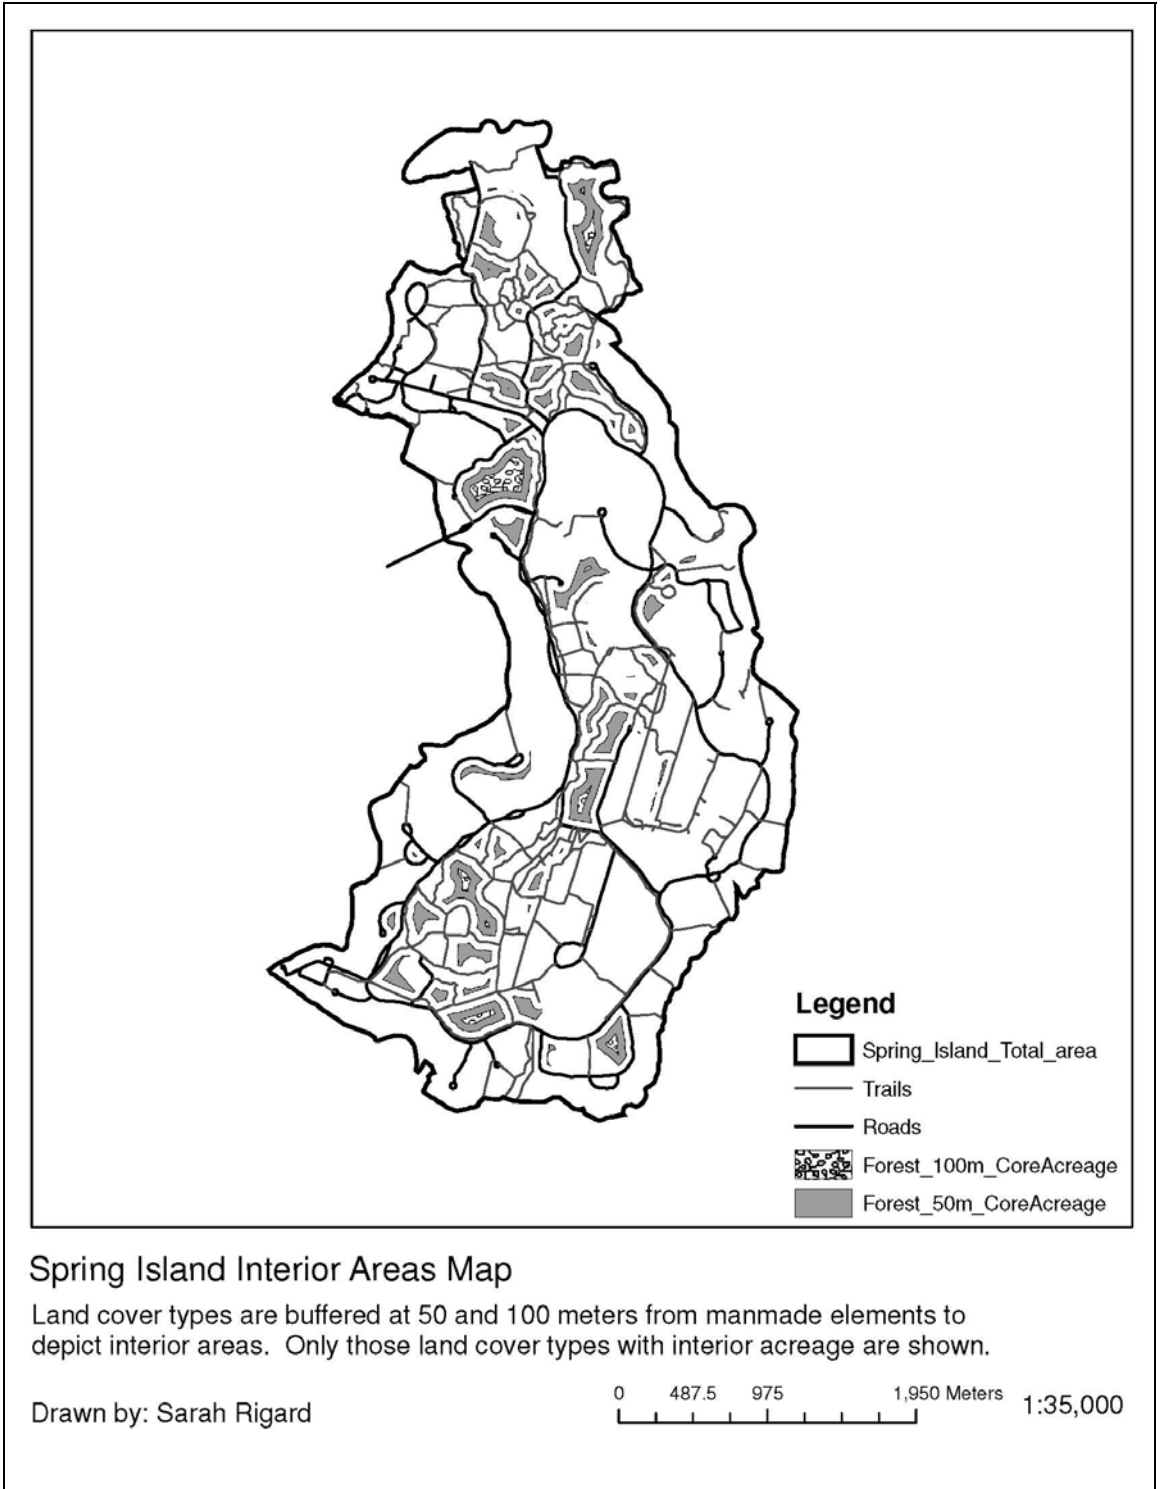 Legend
Spring_Island_Total_area
Trails
Roads
Forest_100m_CoreAcreage
Forest_50m_CoreAcreage
Spring Island Interior Areas Map
Land cover types are buffered at 50 and 100 meters from manmade elements to
depict interior areas.  Only those land cover types with interior acreage are shown.
0 487.5 975 1,950 Meters
1:35,000
Drawn by: Sarah Rigard